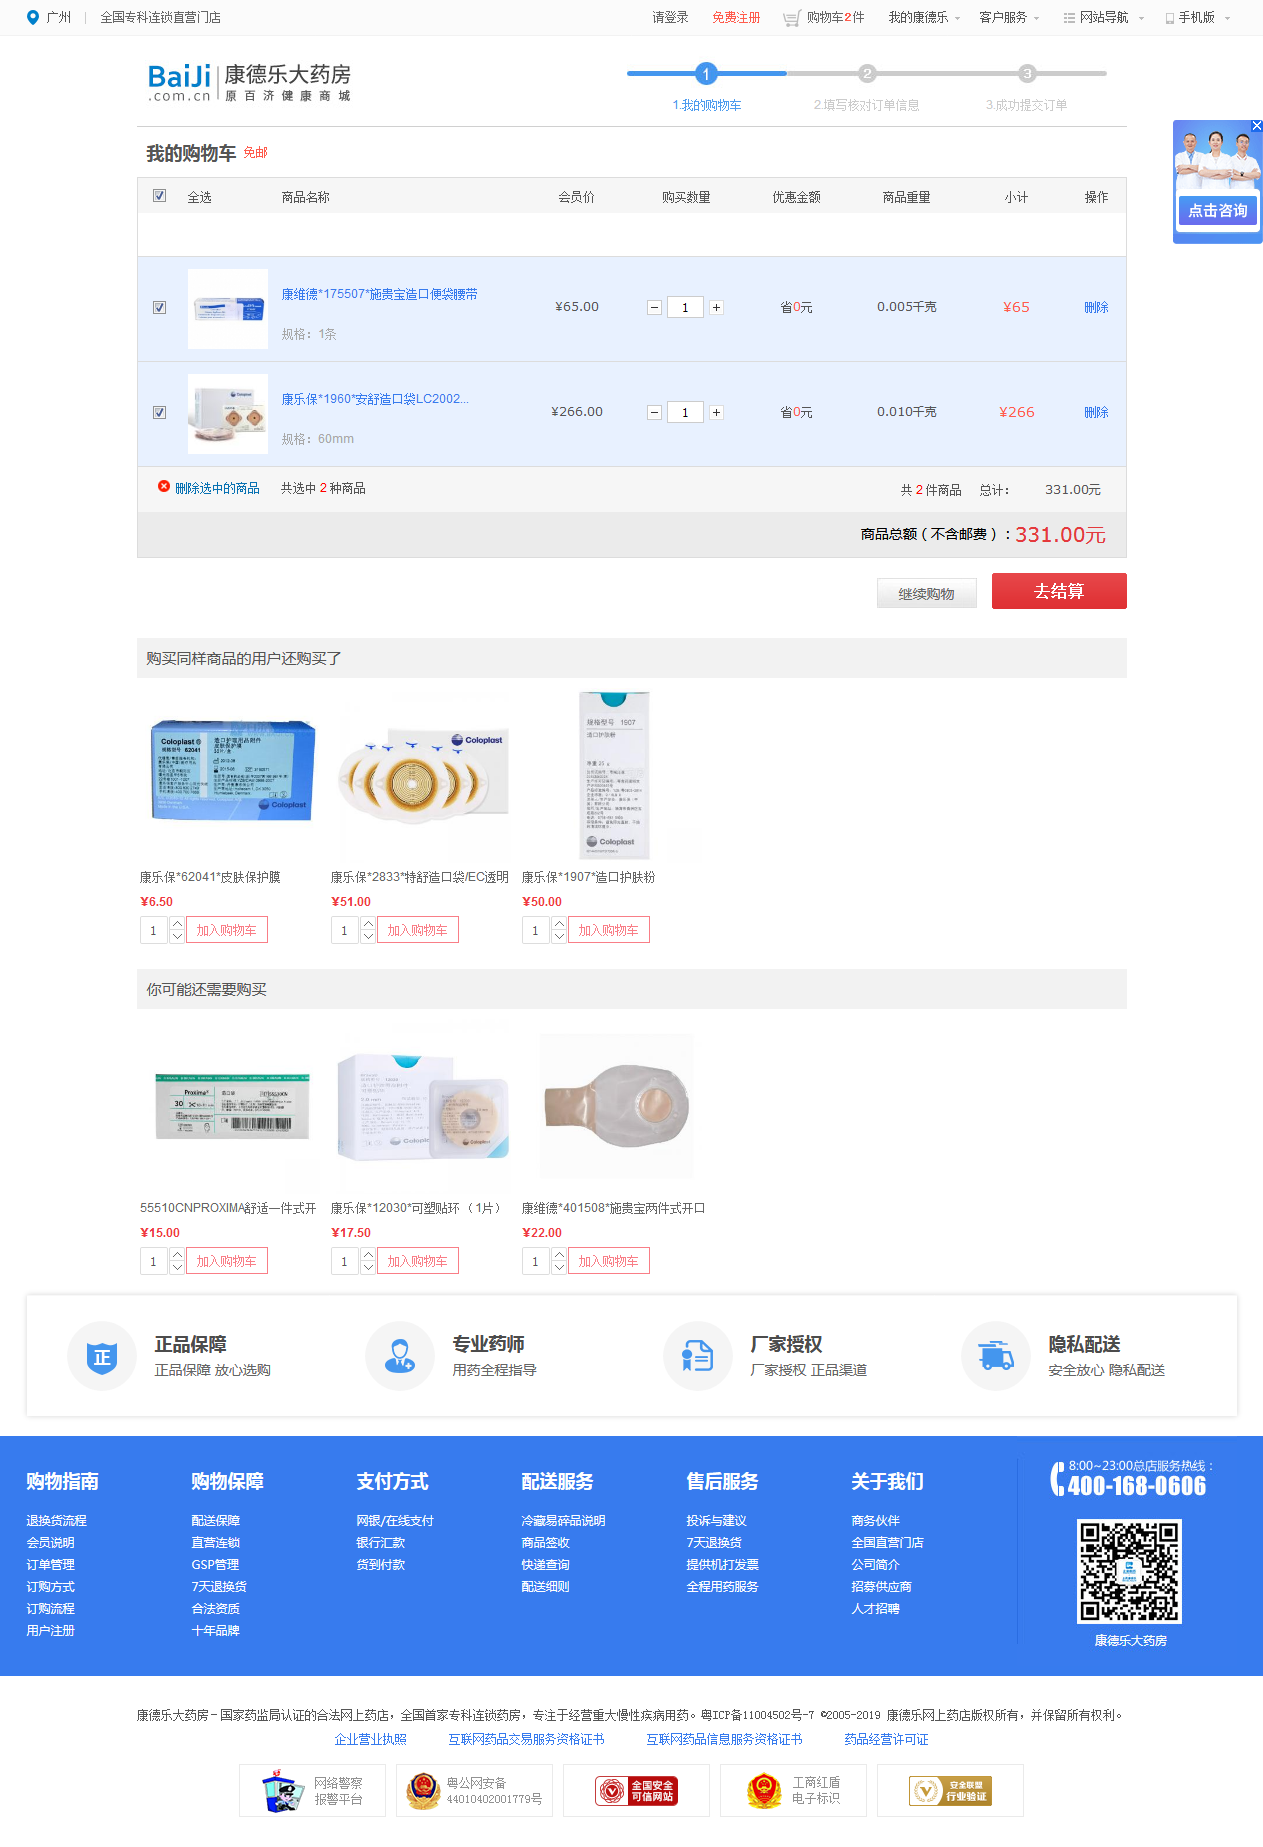 广州 全国专科连锁直营门店 请登录 免费注册 购物车2件 我的康德乐 客户服务 网站导航 手机版
BaiJi .com.cn 康德乐大药房 原百济健康商城
1 2 3
1.我的购物车 2.填写核对订单信息 3.成功提交订单
点击咨询
我的购物车 免邮
全选 商品名称 会员价 购买数量 优惠金额 商品重量 小计 操作
康维德*175507*施贵宝造口便袋腰带 ¥65.00 1 省0元 0.005千克 ¥65 删除
规格：1条
康乐保*1960*安舒造口袋LC2002... ¥266.00 1 省0元 0.010千克 ¥266 删除
规格：60mm
删除选中的商品 共选中 2 种商品 共 2 件商品 总计： 331.00元
商品总额（不含邮费）：331.00元
继续购物 去结算
购买同样商品的用户还购买了
Coloplast
规格型号 62041
造口护理用品附件
皮肤保护膜
Coloplast
Coloplast
规格型号 1907
造口护肤粉
Coloplast
康乐保*62041*皮肤保护膜 康乐保*2833*特舒造口袋/EC透明 康乐保*1907*造口护肤粉
¥6.50 ¥51.00 ¥50.00
1 加入购物车 1 加入购物车 1 加入购物车
你可能还需要购买
Proxima
30
Coloplast
55510CNPROXIMA舒适一件式开 康乐保*12030*可塑贴环（1片） 康维德*401508*施贵宝两件式开口
¥15.00 ¥17.50 ¥22.00
1 加入购物车 1 加入购物车 1 加入购物车
正 正品保障 专业药师 厂家授权 隐私配送
正品保障 放心选购 用药全程指导 厂家授权 正品渠道 安全放心 隐私配送
购物指南 购物保障 支付方式 配送服务 售后服务 关于我们
退换货流程 配送保障 网银/在线支付 冷藏易碎品说明 投诉与建议 商务伙伴
会员说明 直营连锁 银行汇款 商品签收 7天退换货 全国直营门店
订单管理 GSP管理 货到付款 快递查询 提供机打发票 公司简介
订购方式 7天退换货 配送细则 全程用药服务 招募供应商
订购流程 合法资质 人才招聘
用户注册 十年品牌
8:00~23:00总店服务热线：
400-168-0606
康德乐大药房
康德乐大药房－国家药监局认证的合法网上药店，全国首家专科连锁药房，专注于经营重大慢性疾病用药。粤ICP备11004502号-7 ©2005-2019 康德乐网上药店版权所有，并保留所有权利。
企业营业执照 互联网药品交易服务资格证书 互联网药品信息服务资格证书 药品经营许可证
网络警察 报警平台
粤公网安备 44010402001779号
全国安全 可信网站
工商红盾 电子标识
安全联盟 行业验证